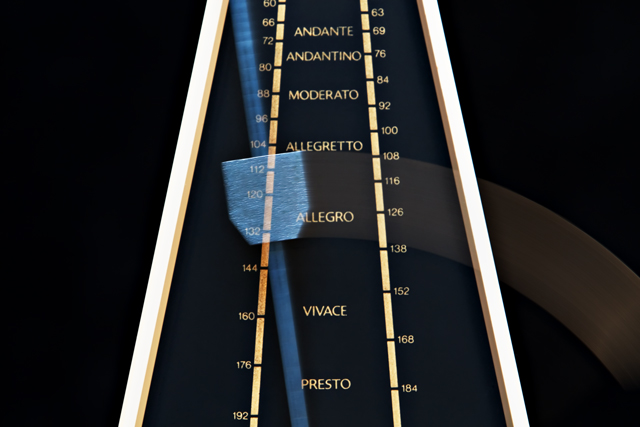 60
63
66
ANDANTE 69
72
ANDANTINO 76
80
84
88 MODERATO
92
96
100
104 ALLEGRETTO
108
112
116
120
ALLEGRO 126
132
138
144
152
160 VIVACE
168
176
PRESTO 184
192